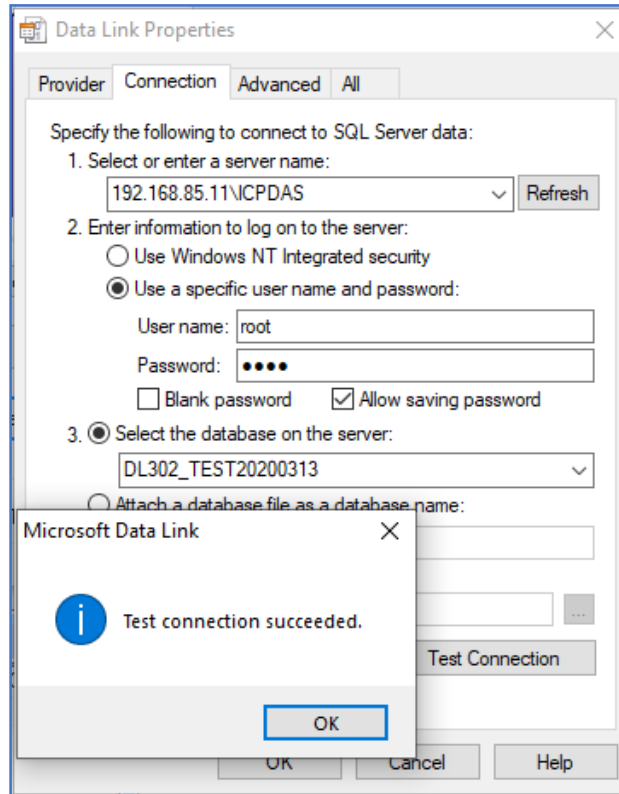 Data Link Properties
Provider Connection Advanced All
Specify the following to connect to SQL Server data:
1. Select or enter a server name:
192.168.85.11\ICPDAS Refresh
2. Enter information to log on to the server:
Use Windows NT Integrated security
Use a specific user name and password:
User name: root
Password: ●●●●
Blank password Allow saving password
3. Select the database on the server:
DL302_TEST20200313
Attach a database file as a database name:
Microsoft Data Link
Test connection succeeded.
...
Test Connection
OK
OK Cancel Help